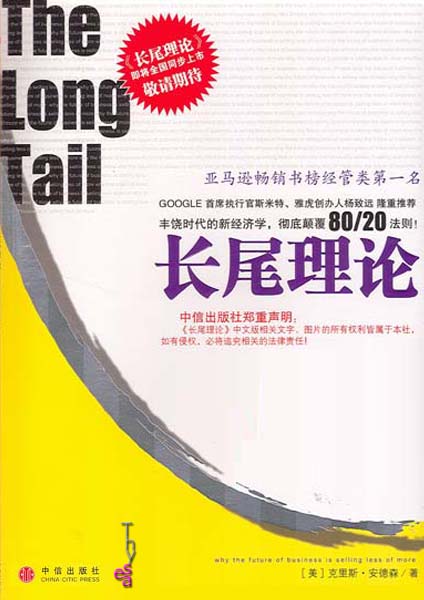 The
Long
Tail
《长尾理论》
即将全国同步上市
敬请期待
亚马逊畅销书榜经管类第一名
GOOGLE 首席执行官斯米特、雅虎创办人杨致远 隆重推荐
丰饶时代的新经济学，彻底颠覆80/20法则！
长尾理论
中信出版社郑重声明：
《长尾理论》中文版相关文字、图片的所有权利皆属于本社，
如有侵权，必将追究相关的法律责任！
why the future of business is selling less of more
[美]克里斯·安德森／著
中信出版社
CHINA CITIC PRESS